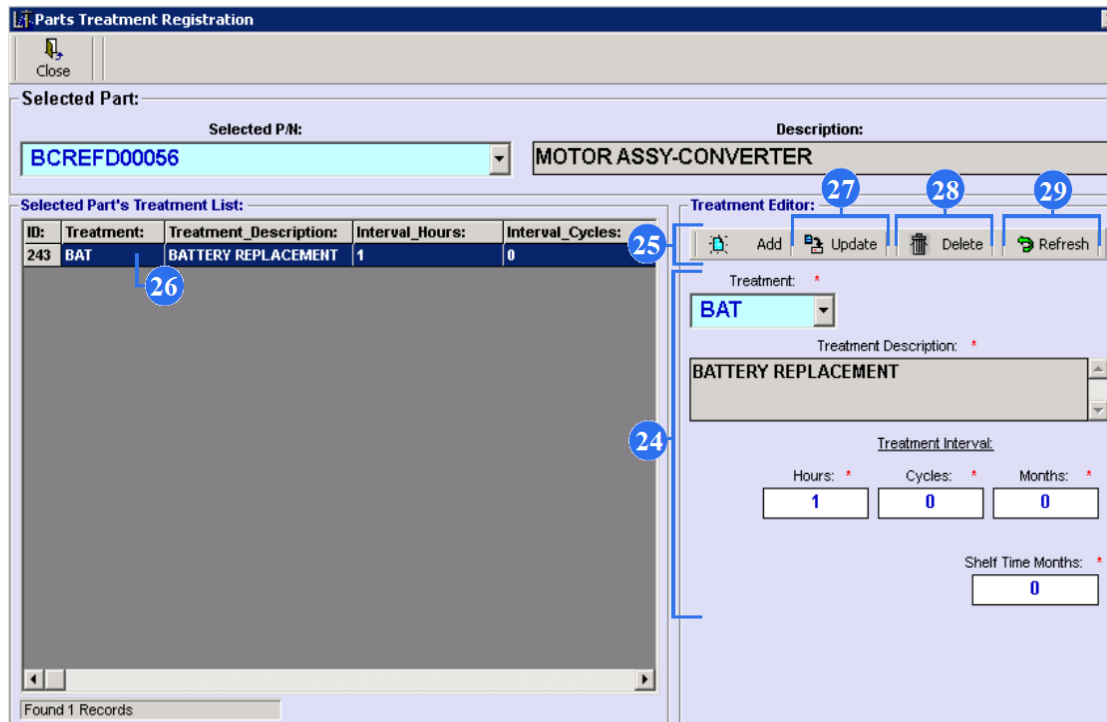 Parts Treatment Registration
Close
Selected Part:
Selected P/N:
Description:
BCREFD00056
MOTOR ASSY-CONVERTER
27 28 29
Selected Part's Treatment List:
Treatment Editor:
ID: Treatment: Treatment_Description: Interval_Hours: Interval_Cycles:
243 BAT BATTERY REPLACEMENT 1 0
25
Add Update Delete Refresh
26
Treatment: *
BAT
Treatment Description: *
BATTERY REPLACEMENT
24
Treatment Interval:
Hours: * Cycles: * Months: *
1 0 0
Shelf Time Months: *
0
Found 1 Records